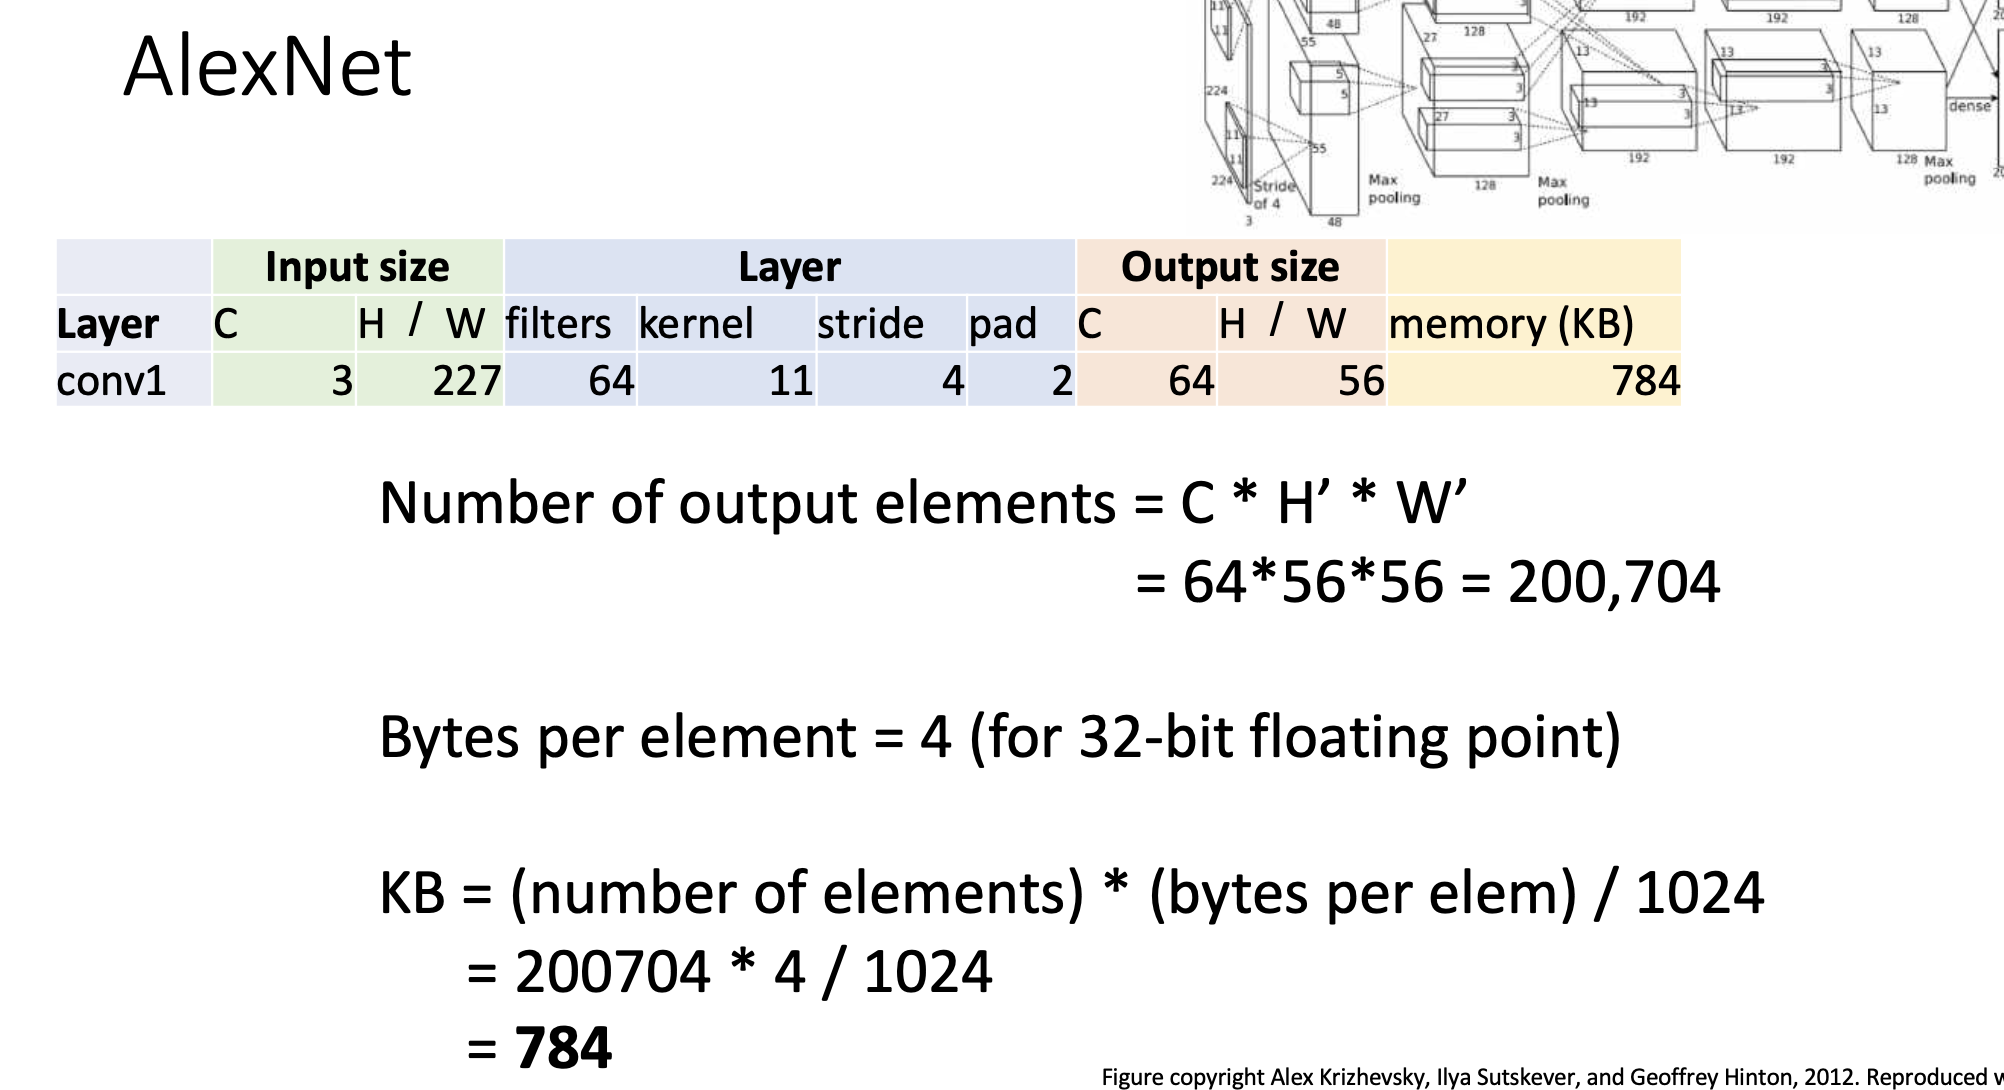 AlexNet
11
11
48
55
224
11
11
224
3
Stride
of 4
55
48
5
5
Max
pooling
27
128
3
3
27
3
3
128
Max
pooling
192
13
13
3
3
192
192
13
3
3
13
192
128
13
13
128
Max
pooling
dense
Input size
Layer
Output size
Layer C H / W filters kernel stride pad C H / W memory (KB)
conv1 3 227 64 11 4 2 64 56 784
Number of output elements = C * H’ * W’
= 64*56*56 = 200,704
Bytes per element = 4 (for 32-bit floating point)
KB = (number of elements) * (bytes per elem) / 1024
= 200704 * 4 / 1024
= 784
Figure copyright Alex Krizhevsky, Ilya Sutskever, and Geoffrey Hinton, 2012. Reproduced